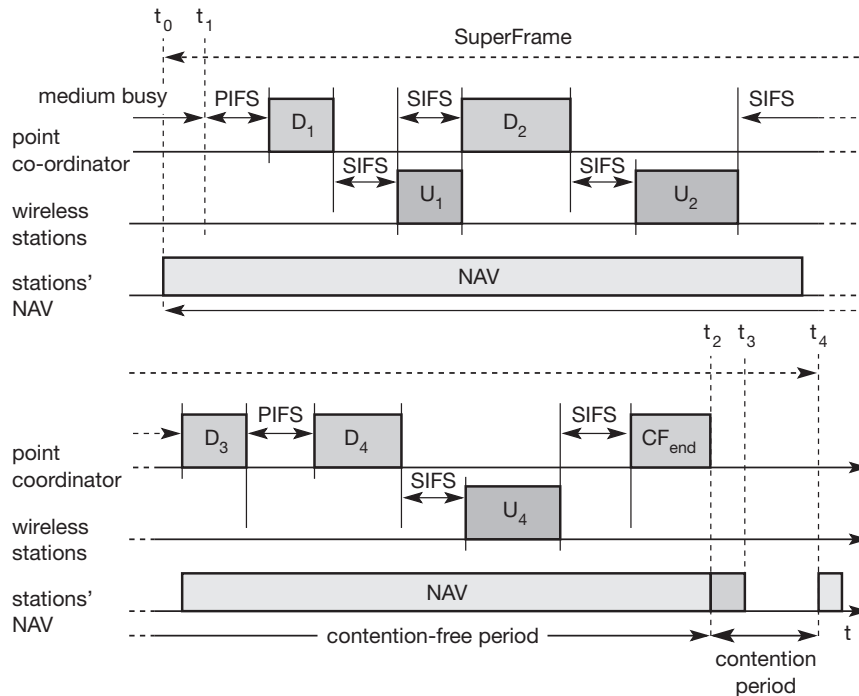 t0 t1
SuperFrame
medium busy
PIFS
D1
SIFS
D2
SIFS
point
co-ordinator
SIFS
U1
SIFS
U2
wireless
stations
stations'
NAV
NAV
t2 t3 t4
D3
PIFS
D4
SIFS
CFend
point
coordinator
SIFS
U4
wireless
stations
stations'
NAV
NAV
t
contention-free period
contention
period